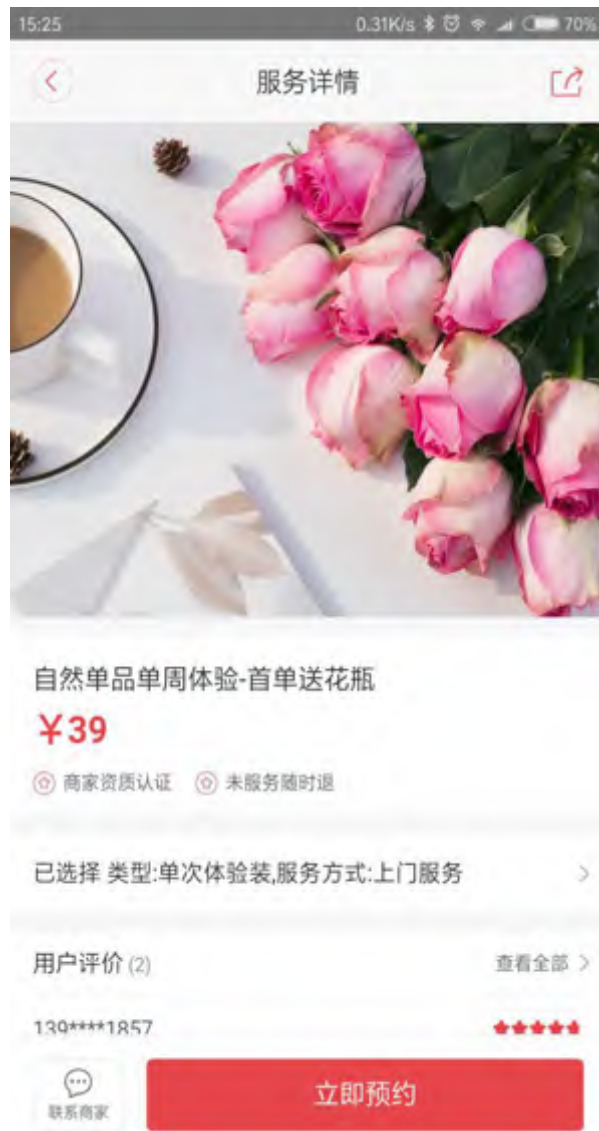 15:25 0.31K/s 70%
服务详情
自然单品单周体验-首单送花瓶
￥39
商家资质认证 未服务随时退
已选择 类型:单次体验装,服务方式:上门服务
用户评价 (2) 查看全部
139****1857
联系商家 立即预约